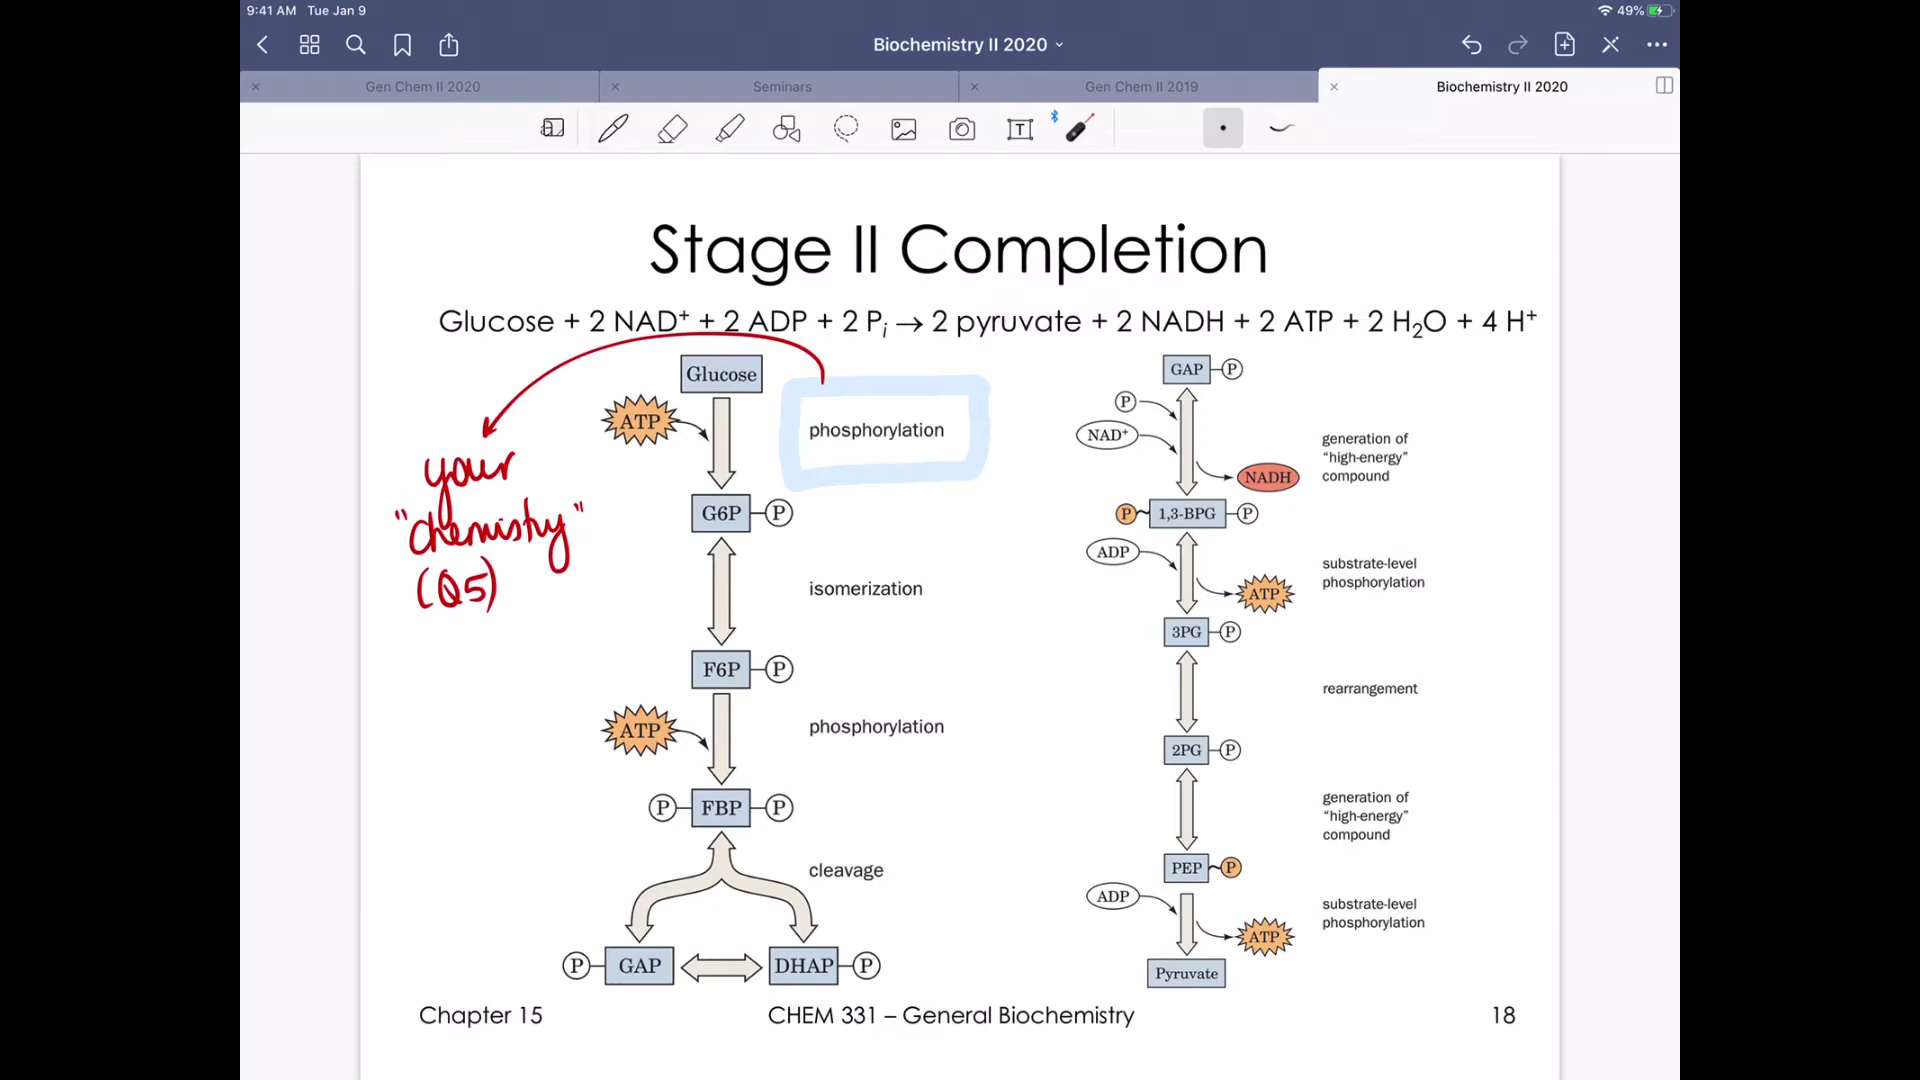 9:41 AM Tue Jan 9
49%
Biochemistry II 2020
Gen Chem II 2020
Seminars
Gen Chem II 2019
Biochemistry II 2020
T
Stage II Completion
Glucose + 2 NAD⁺ + 2 ADP + 2 Pᵢ → 2 pyruvate + 2 NADH + 2 ATP + 2 H₂O + 4 H⁺
Glucose
ATP
phosphorylation
your
"chemistry"
(Q5)
G6P P
isomerization
F6P P
ATP
phosphorylation
P FBP P
cleavage
P GAP
DHAP P
GAP P
P
NAD⁺
NADH
generation of
"high-energy"
compound
P 1,3-BPG P
ADP
ATP
substrate-level
phosphorylation
3PG P
rearrangement
2PG P
generation of
"high-energy"
compound
PEP P
ADP
ATP
substrate-level
phosphorylation
Pyruvate
Chapter 15
CHEM 331 – General Biochemistry
18